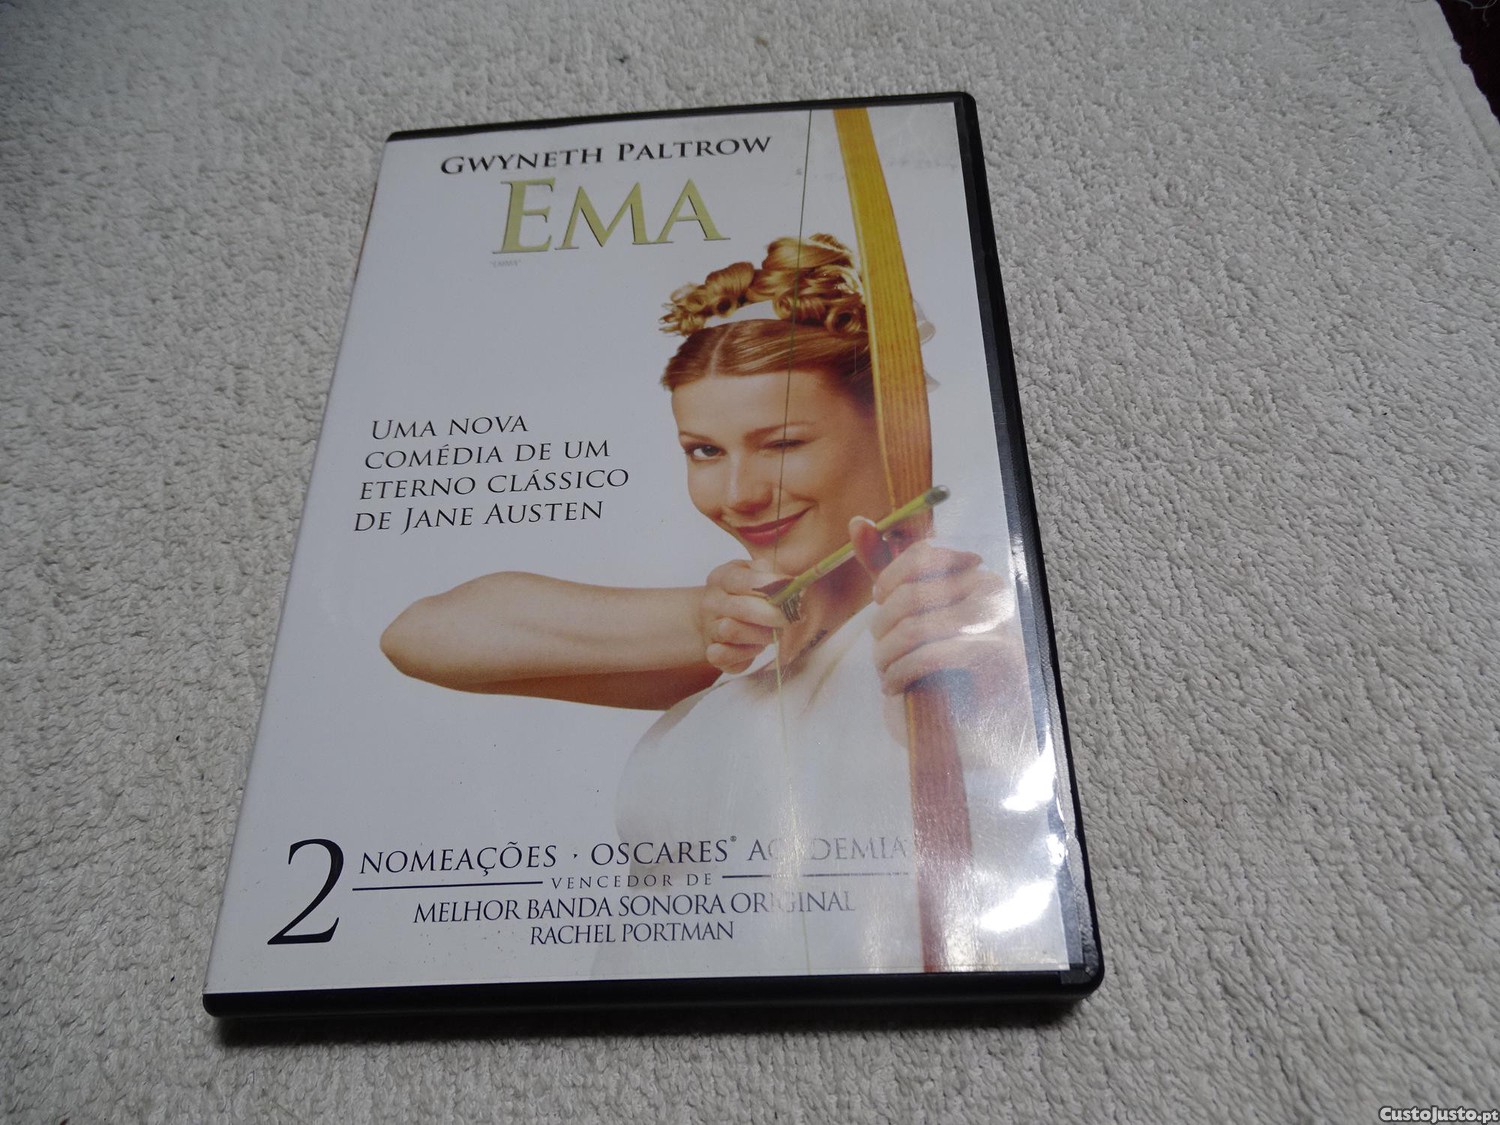 GWYNETH PALTROW
EMA
"EMMA"
UMA NOVA
COMÉDIA DE UM
ETERNO CLÁSSICO
DE JANE AUSTEN
2 NOMEAÇÕES · OSCARES® ACADEMIA
VENCEDOR DE
MELHOR BANDA SONORA ORIGINAL
RACHEL PORTMAN
CustoJusto.pt